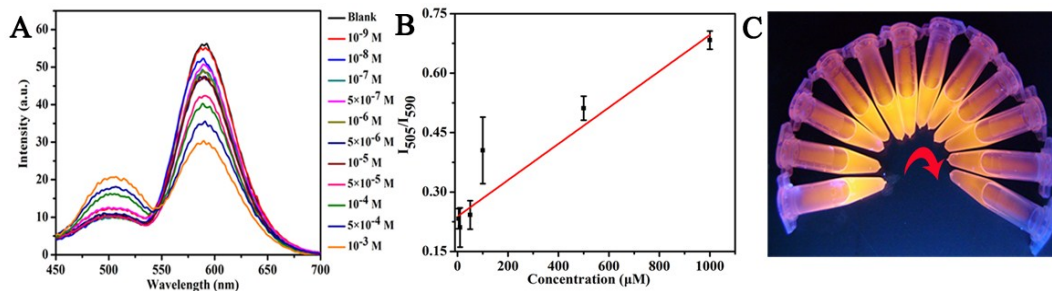 A
Intensity (a.u.)
60
50
40
30
20
10
0
450
500
550
600
650
700
Wavelength (nm)
Blank
10⁻⁹ M
10⁻⁸ M
10⁻⁷ M
5×10⁻⁷ M
10⁻⁶ M
5×10⁻⁶ M
10⁻⁵ M
5×10⁻⁵ M
10⁻⁴ M
5×10⁻⁴ M
10⁻³ M
B
I₅₀₅/I₅₉₀
0.75
0.60
0.45
0.30
0.15
0
200
400
600
800
1000
Concentration (μM)
C